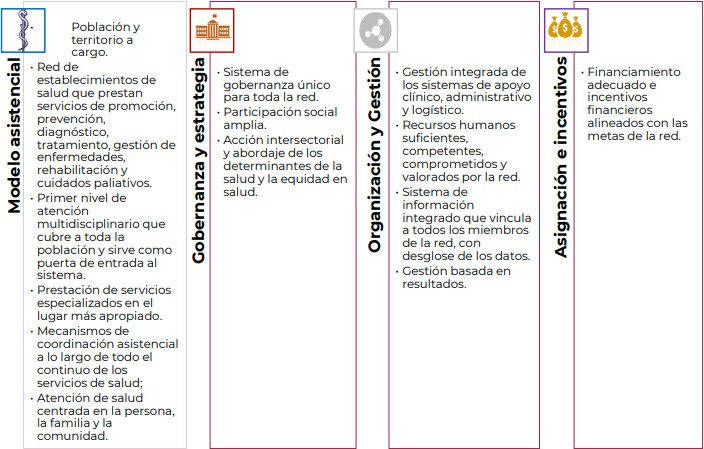 Modelo asistencial
• Población y
territorio a
cargo.
• Red de
establecimientos de
salud que prestan
servicios de promoción,
prevención,
diagnóstico,
tratamiento, gestión de
enfermedades,
rehabilitación y
cuidados paliativos.
• Primer nivel de
atención
multidisciplinario que
cubre a toda la
población y sirve como
puerta de entrada al
sistema.
• Prestación de servicios
especializados en el
lugar más apropiado.
• Mecanismos de
coordinación asistencial
a lo largo de todo el
continuo de los
servicios de salud;
• Atención de salud
centrada en la persona,
la familia y la
comunidad.
Gobernanza y estrategia
• Sistema de
gobernanza único
para toda la red.
• Participación social
amplia.
• Acción intersectorial
y abordaje de los
determinantes de la
salud y la equidad en
salud.
Organización y Gestión
• Gestión integrada de
los sistemas de apoyo
clínico, administrativo
y logístico.
• Recursos humanos
suficientes,
competentes,
comprometidos y
valorados por la red.
• Sistema de
información
integrado que vincula
a todos los miembros
de la red, con
desglose de los datos.
• Gestión basada en
resultados.
Asignación e incentivos
• Financiamiento
adecuado e
incentivos
financieros
alineados con las
metas de la red.